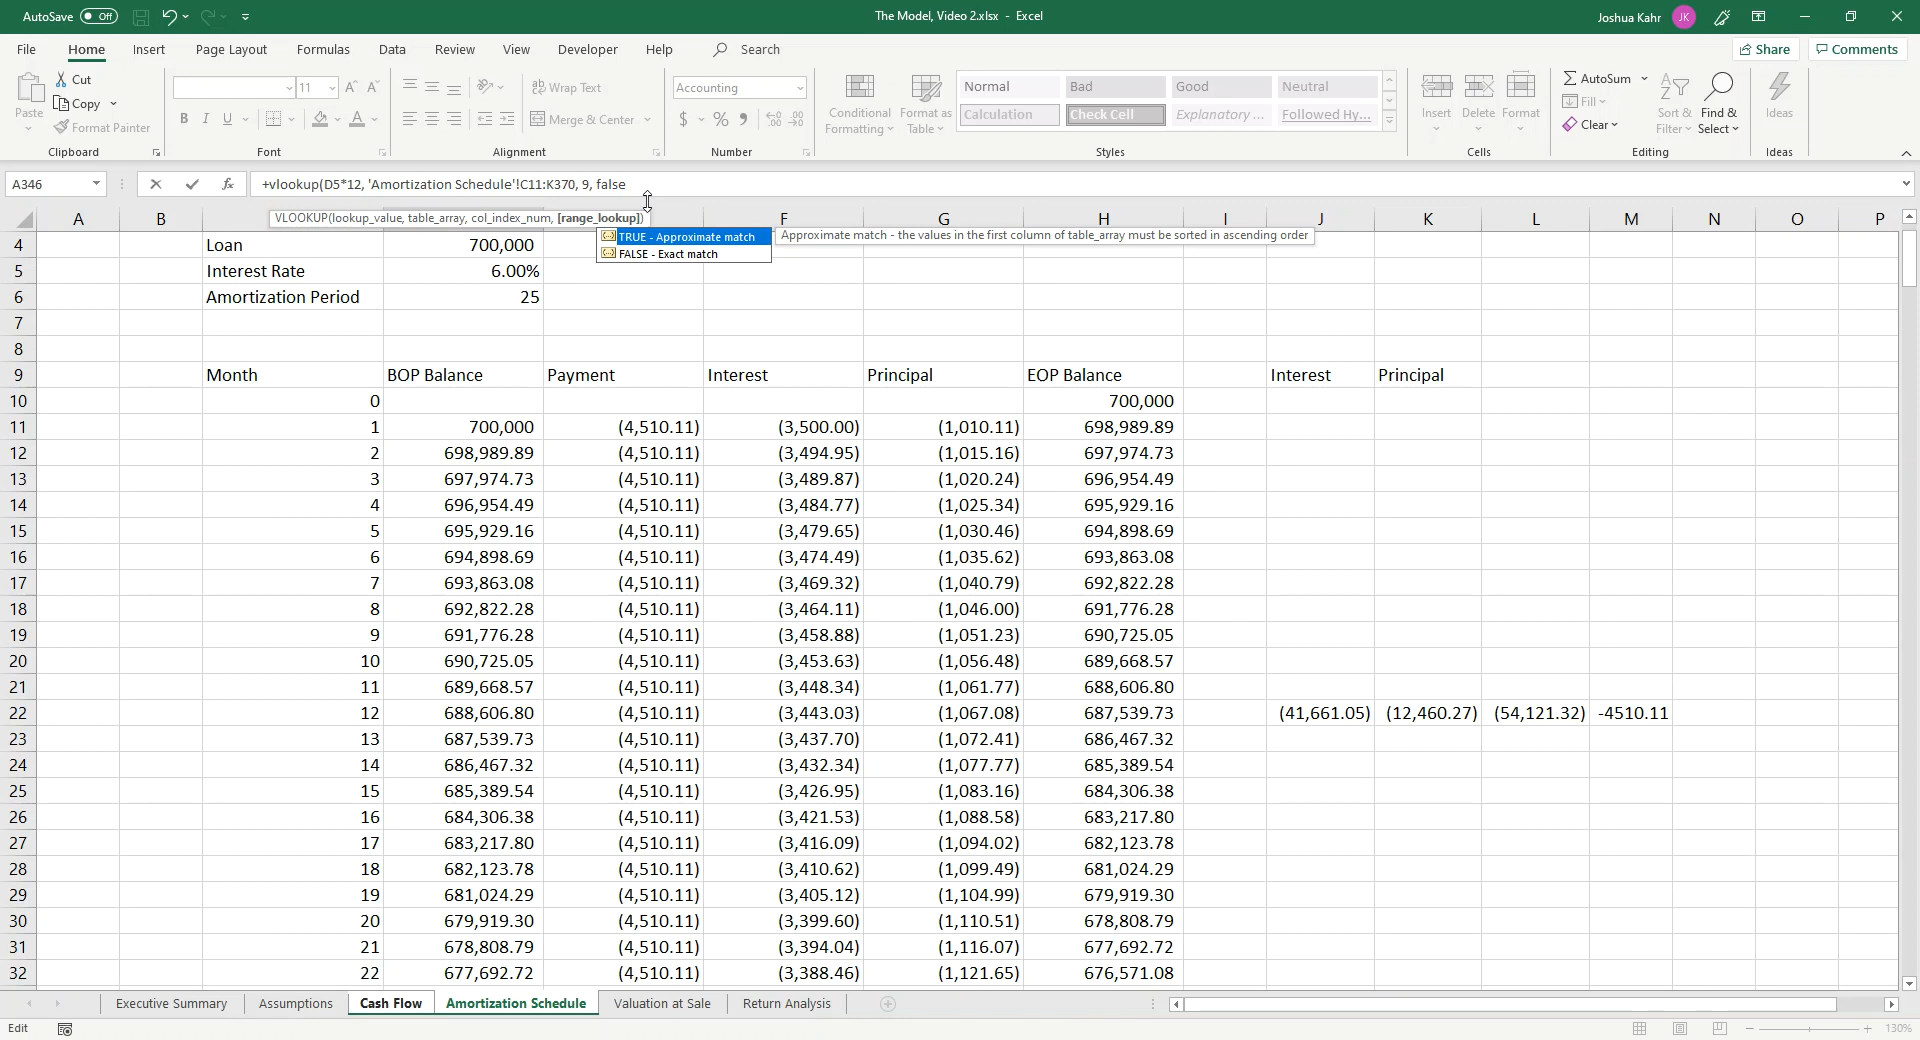 AutoSave Off The Model, Video 2.xlsx - Excel Joshua Kahr JK
File Home Insert Page Layout Formulas Data Review View Developer Help Search Share Comments
Paste Cut Copy Format Painter Clipboard
11 A A B I U A Font
Wrap Text Merge & Center Alignment
Accounting $ % 9 Number
Conditional Formatting Format as Table Normal Bad Good Neutral
Calculation Check Cell Explanatory ... Followed Hy... Styles
Insert Delete Format Cells
AutoSum Fill Clear Sort & Filter Find & Select Editing
Ideas Ideas
A346 fx +vlookup(D5*12, 'Amortization Schedule'!C11:K370, 9, false
VLOOKUP(lookup_value, table_array, col_index_num, [range_lookup])
A B F G H I J K L M N O P
TRUE - Approximate match Approximate match - the values in the first column of table_array must be sorted in ascending order
FALSE - Exact match
4 Loan 700,000
5 Interest Rate 6.00%
6 Amortization Period 25
7
8
9 Month BOP Balance Payment Interest Principal EOP Balance Interest Principal
10 0 700,000
11 1 700,000 (4,510.11) (3,500.00) (1,010.11) 698,989.89
12 2 698,989.89 (4,510.11) (3,494.95) (1,015.16) 697,974.73
13 3 697,974.73 (4,510.11) (3,489.87) (1,020.24) 696,954.49
14 4 696,954.49 (4,510.11) (3,484.77) (1,025.34) 695,929.16
15 5 695,929.16 (4,510.11) (3,479.65) (1,030.46) 694,898.69
16 6 694,898.69 (4,510.11) (3,474.49) (1,035.62) 693,863.08
17 7 693,863.08 (4,510.11) (3,469.32) (1,040.79) 692,822.28
18 8 692,822.28 (4,510.11) (3,464.11) (1,046.00) 691,776.28
19 9 691,776.28 (4,510.11) (3,458.88) (1,051.23) 690,725.05
20 10 690,725.05 (4,510.11) (3,453.63) (1,056.48) 689,668.57
21 11 689,668.57 (4,510.11) (3,448.34) (1,061.77) 688,606.80
22 12 688,606.80 (4,510.11) (3,443.03) (1,067.08) 687,539.73 (41,661.05) (12,460.27) (54,121.32) -4510.11
23 13 687,539.73 (4,510.11) (3,437.70) (1,072.41) 686,467.32
24 14 686,467.32 (4,510.11) (3,432.34) (1,077.77) 685,389.54
25 15 685,389.54 (4,510.11) (3,426.95) (1,083.16) 684,306.38
26 16 684,306.38 (4,510.11) (3,421.53) (1,088.58) 683,217.80
27 17 683,217.80 (4,510.11) (3,416.09) (1,094.02) 682,123.78
28 18 682,123.78 (4,510.11) (3,410.62) (1,099.49) 681,024.29
29 19 681,024.29 (4,510.11) (3,405.12) (1,104.99) 679,919.30
30 20 679,919.30 (4,510.11) (3,399.60) (1,110.51) 678,808.79
31 21 678,808.79 (4,510.11) (3,394.04) (1,116.07) 677,692.72
32 22 677,692.72 (4,510.11) (3,388.46) (1,121.65) 676,571.08
Executive Summary Assumptions Cash Flow Amortization Schedule Valuation at Sale Return Analysis
Edit 130%